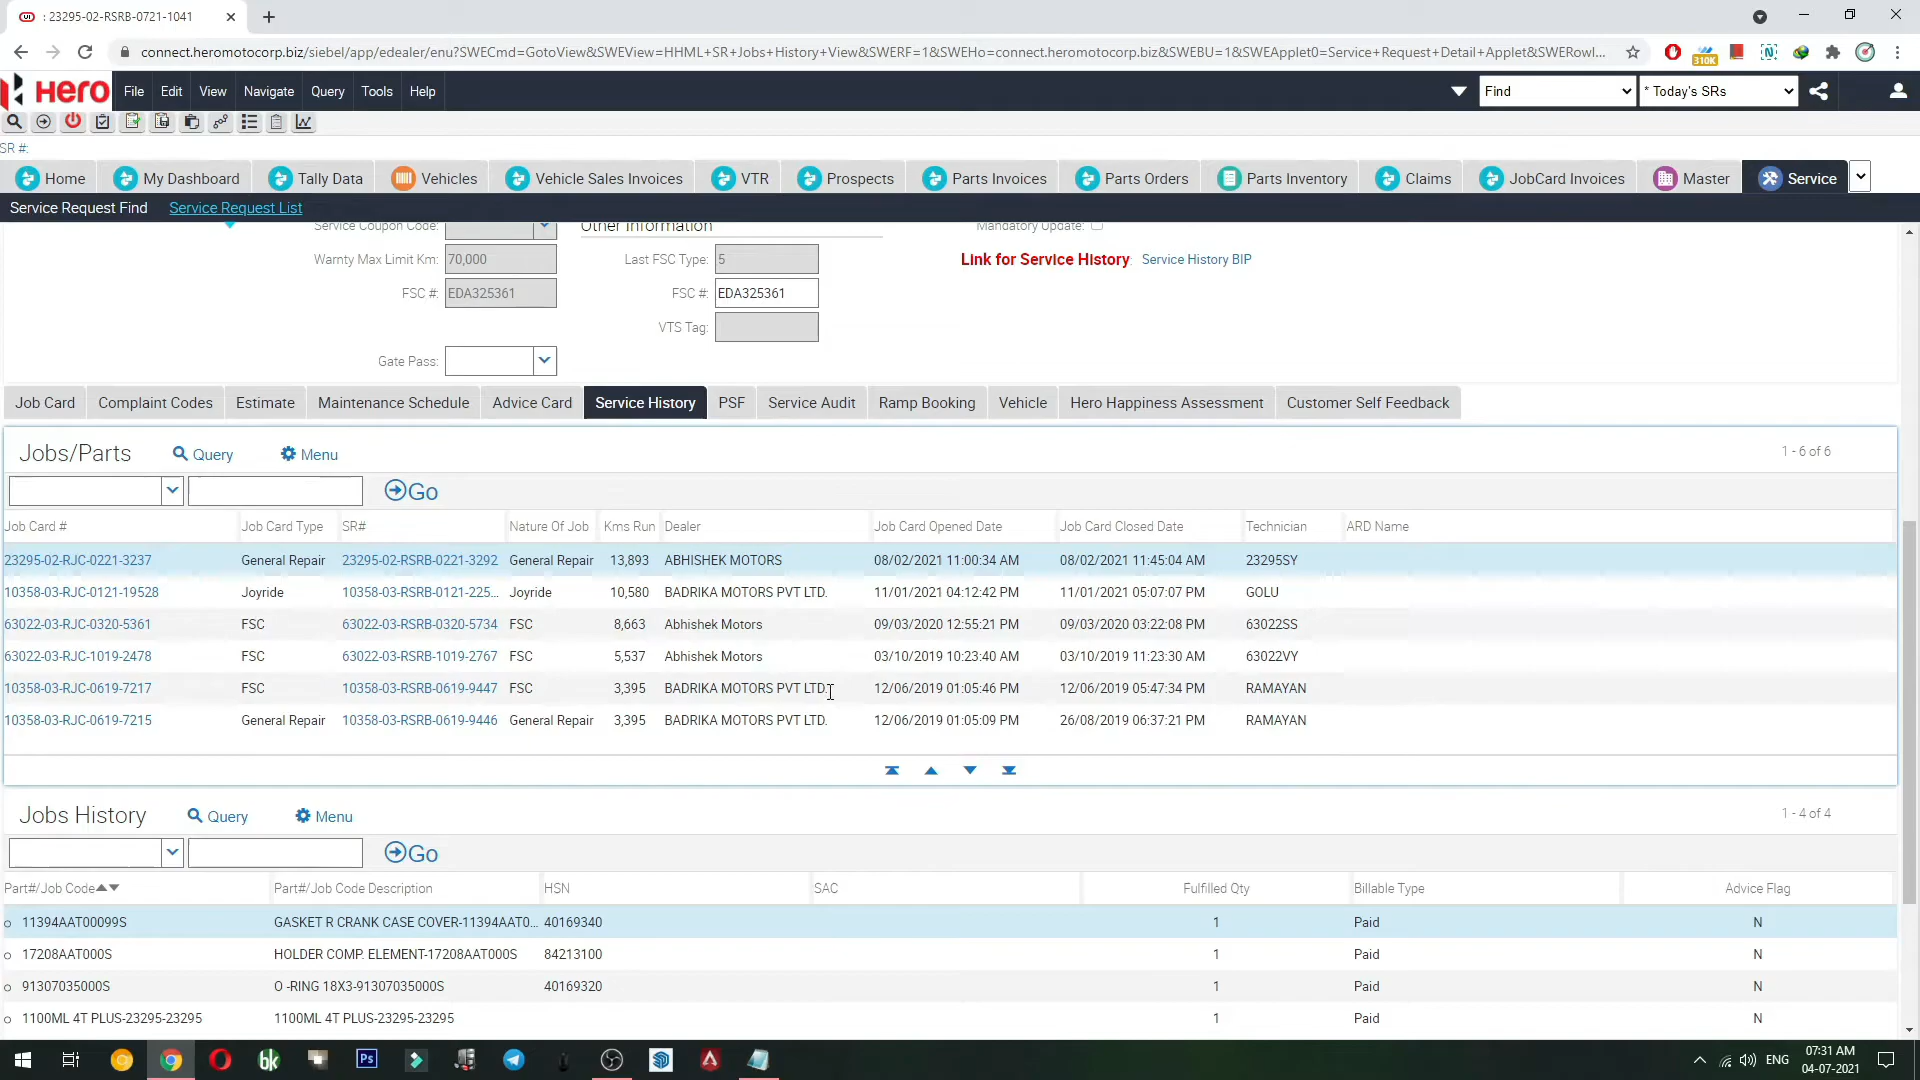 : 23295-02-RSRB-0721-1041
connect.heromotocorp.biz/siebel/app/edealer/enu?SWECmd=GotoView&SWEView=HHML+SR+Jobs+History+View&SWERF=1&SWEHo=connect.heromotocorp.biz&SWEBU=1&SWEApplet0=Service+Request+Detail+Applet&SWERowI...
310K
Hero File Edit View Navigate Query Tools Help Find * Today's SRs
SR #:
Home My Dashboard Tally Data Vehicles Vehicle Sales Invoices VTR Prospects Parts Invoices Parts Orders Parts Inventory Claims JobCard Invoices Master Service
Service Request Find Service Request List
Service Coupon Code: Other Information Mandatory Update:
Warnty Max Limit Km: 70,000 Last FSC Type: 5 Link for Service History: Service History BIP
FSC #: EDA325361 FSC #: EDA325361
VTS Tag:
Gate Pass:
Job Card Complaint Codes Estimate Maintenance Schedule Advice Card Service History PSF Service Audit Ramp Booking Vehicle Hero Happiness Assessment Customer Self Feedback
Jobs/Parts Query Menu 1 - 6 of 6
Go
Job Card # Job Card Type SR# Nature Of Job Kms Run Dealer Job Card Opened Date Job Card Closed Date Technician ARD Name
23295-02-RJC-0221-3237 General Repair 23295-02-RSRB-0221-3292 General Repair 13,893 ABHISHEK MOTORS 08/02/2021 11:00:34 AM 08/02/2021 11:45:04 AM 23295SY
10358-03-RJC-0121-19528 Joyride 10358-03-RSRB-0121-225... Joyride 10,580 BADRIKA MOTORS PVT LTD. 11/01/2021 04:12:42 PM 11/01/2021 05:07:07 PM GOLU
63022-03-RJC-0320-5361 FSC 63022-03-RSRB-0320-5734 FSC 8,663 Abhishek Motors 09/03/2020 12:55:21 PM 09/03/2020 03:22:08 PM 63022SS
63022-03-RJC-1019-2478 FSC 63022-03-RSRB-1019-2767 FSC 5,537 Abhishek Motors 03/10/2019 10:23:40 AM 03/10/2019 11:23:30 AM 63022VY
10358-03-RJC-0619-7217 FSC 10358-03-RSRB-0619-9447 FSC 3,395 BADRIKA MOTORS PVT LTD. 12/06/2019 01:05:46 PM 12/06/2019 05:47:34 PM RAMAYAN
10358-03-RJC-0619-7215 General Repair 10358-03-RSRB-0619-9446 General Repair 3,395 BADRIKA MOTORS PVT LTD. 12/06/2019 01:05:09 PM 26/08/2019 06:37:21 PM RAMAYAN
Jobs History Query Menu 1 - 4 of 4
Go
Part#/Job Code Part#/Job Code Description HSN SAC Fulfilled Qty Billable Type Advice Flag
11394AAT00099S GASKET R CRANK CASE COVER-11394AAT0... 40169340 1 Paid N
17208AAT000S HOLDER COMP. ELEMENT-17208AAT000S 84213100 1 Paid N
91307035000S O -RING 18X3-91307035000S 40169320 1 Paid N
1100ML 4T PLUS-23295-23295 1100ML 4T PLUS-23295-23295 1 Paid N
bk Ps ENG 07:31 AM
04-07-2021